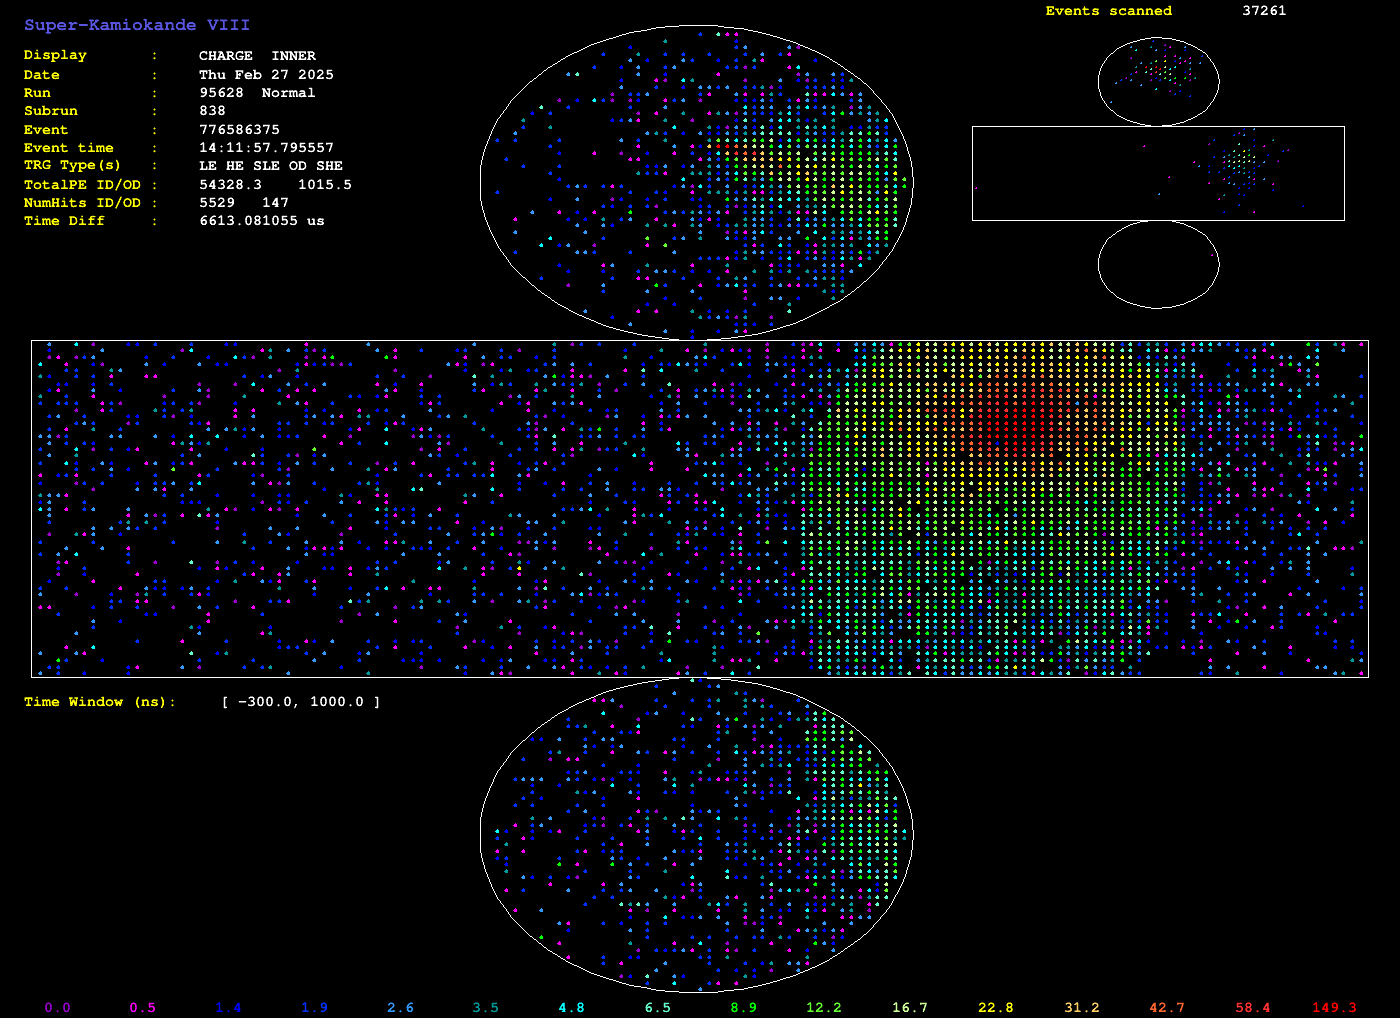 Super-Kamiokande VIII
Display : CHARGE INNER
Date : Thu Feb 27 2025
Run : 95628 Normal
Subrun : 838
Event : 776586375
Event time : 14:11:57.795557
TRG Type(s) : LE HE SLE OD SHE
TotalPE ID/OD : 54328.3 1015.5
NumHits ID/OD : 5529 147
Time Diff : 6613.081055 us
Events scanned 37261
Time Window (ns): [ -300.0, 1000.0 ]
0.0 0.5 1.4 1.9 2.6 3.5 4.8 6.5 8.9 12.2 16.7 22.8 31.2 42.7 58.4 149.3